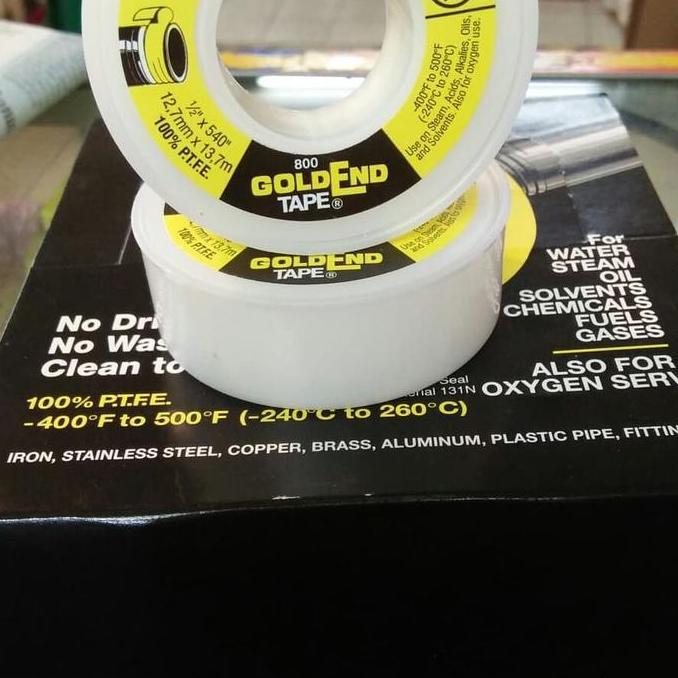 ½" x 540"
12,7mm x 13,7m
100% P.T.F.E.
800
GOLDEND
TAPE®
-400°F to 500°F
(-240°C to 260°C)
Use on Steam, Acids, Alkalies, Oils,
and Solvents. Also for oxygen use.
100% P.T.F.E.
GOLDEND
TAPE®
and Solvents.
For
WATER
STEAM
OIL
SOLVENTS
CHEMICALS
FUELS
GASES
ALSO FOR
OXYGEN SERV
No Dri
No Was
Clean to
Seal
131N
100% P.T.F.E.
-400°F to 500°F (-240°C to 260°C)
IRON, STAINLESS STEEL, COPPER, BRASS, ALUMINUM, PLASTIC PIPE, FITTIN